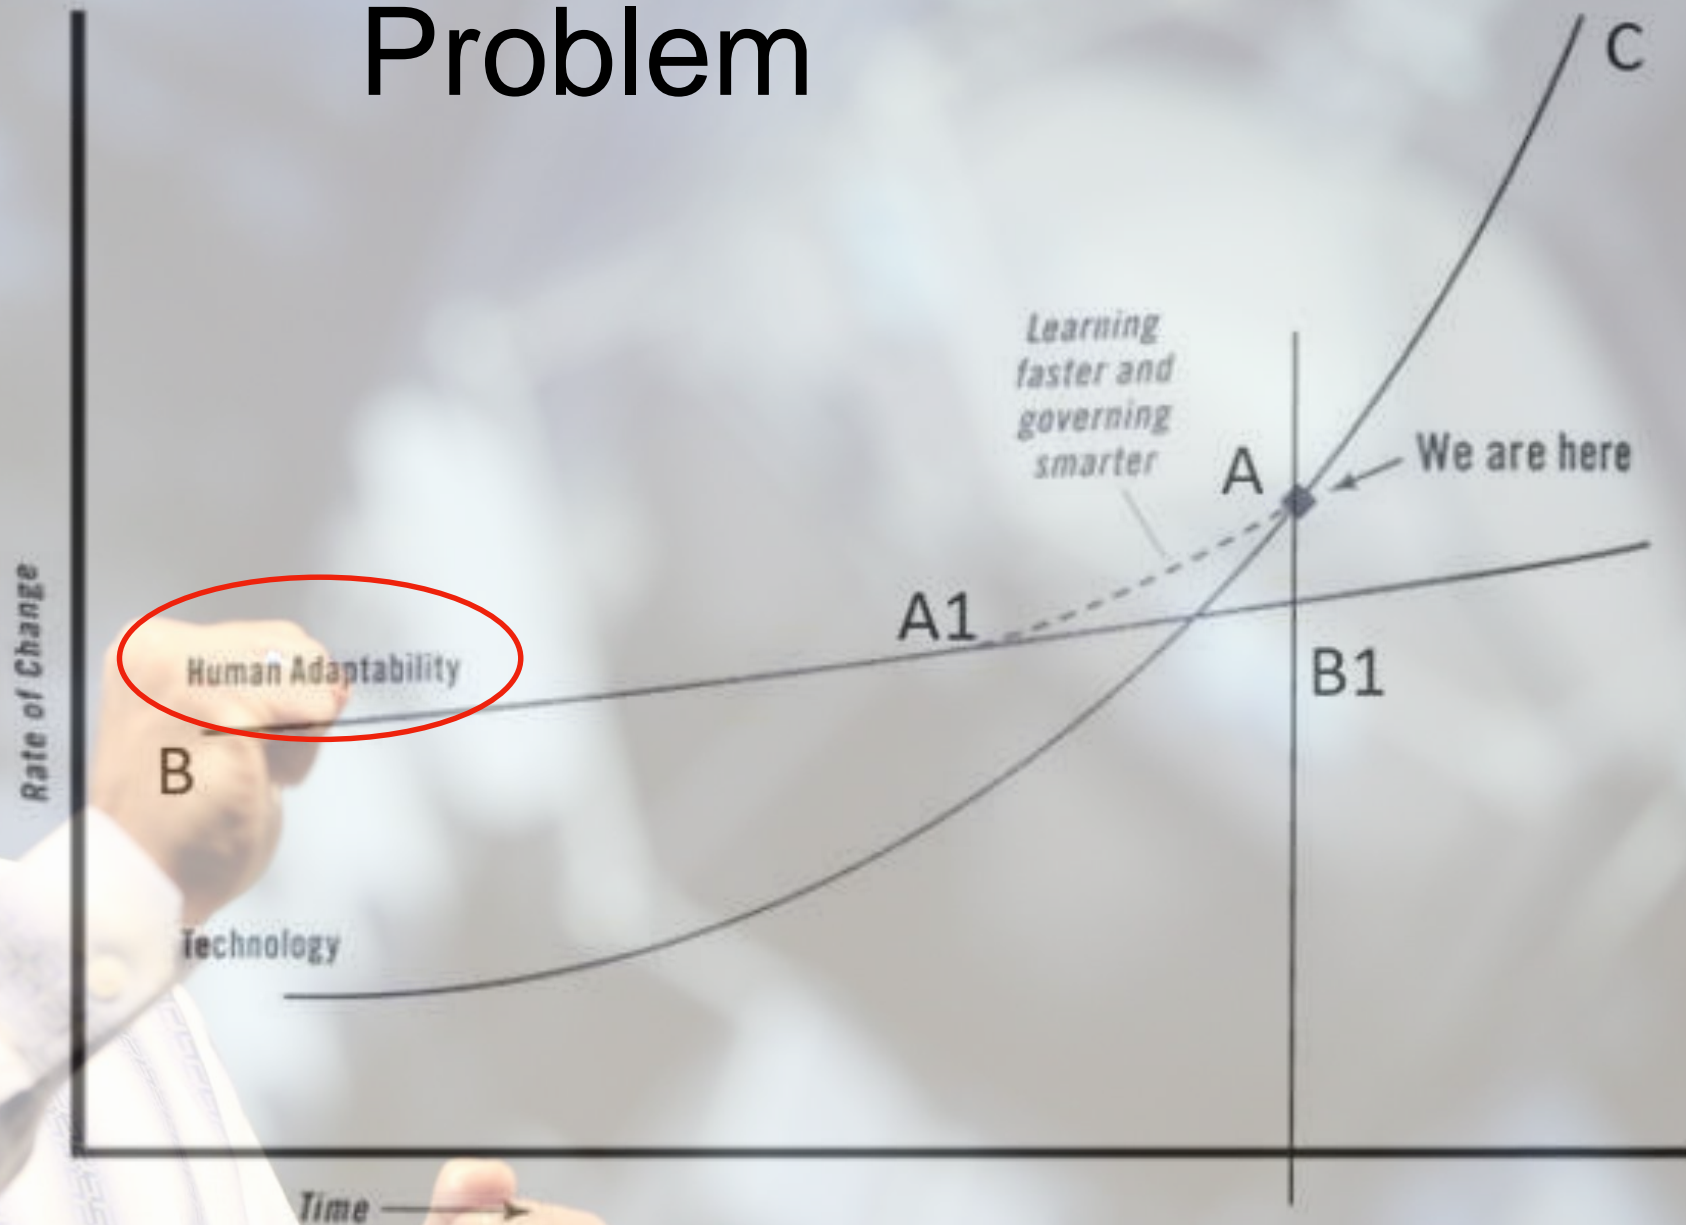 Problem
C
Learning
faster and
governing
smarter
A
We are here
A1
B1
Human Adaptability
B
Rate of Change
Technology
Time